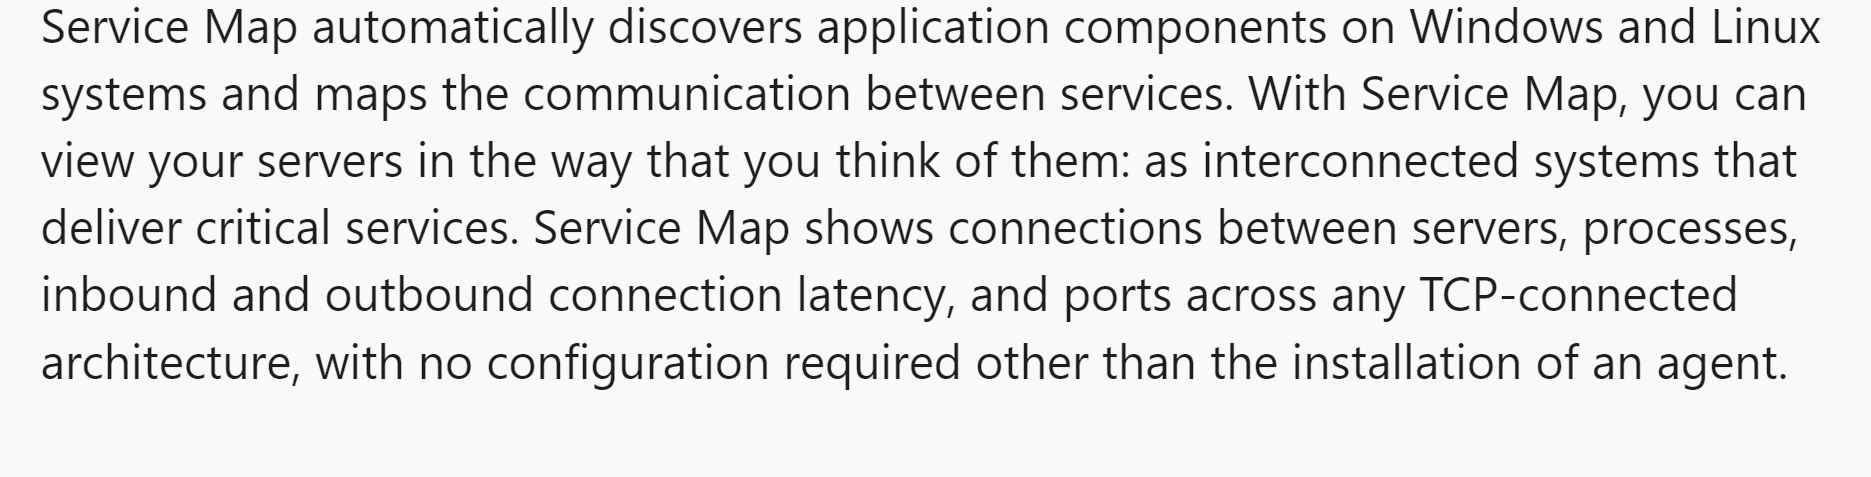 Service Map automatically discovers application components on Windows and Linux
systems and maps the communication between services. With Service Map, you can
view your servers in the way that you think of them: as interconnected systems that
deliver critical services. Service Map shows connections between servers, processes,
inbound and outbound connection latency, and ports across any TCP-connected
architecture, with no configuration required other than the installation of an agent.